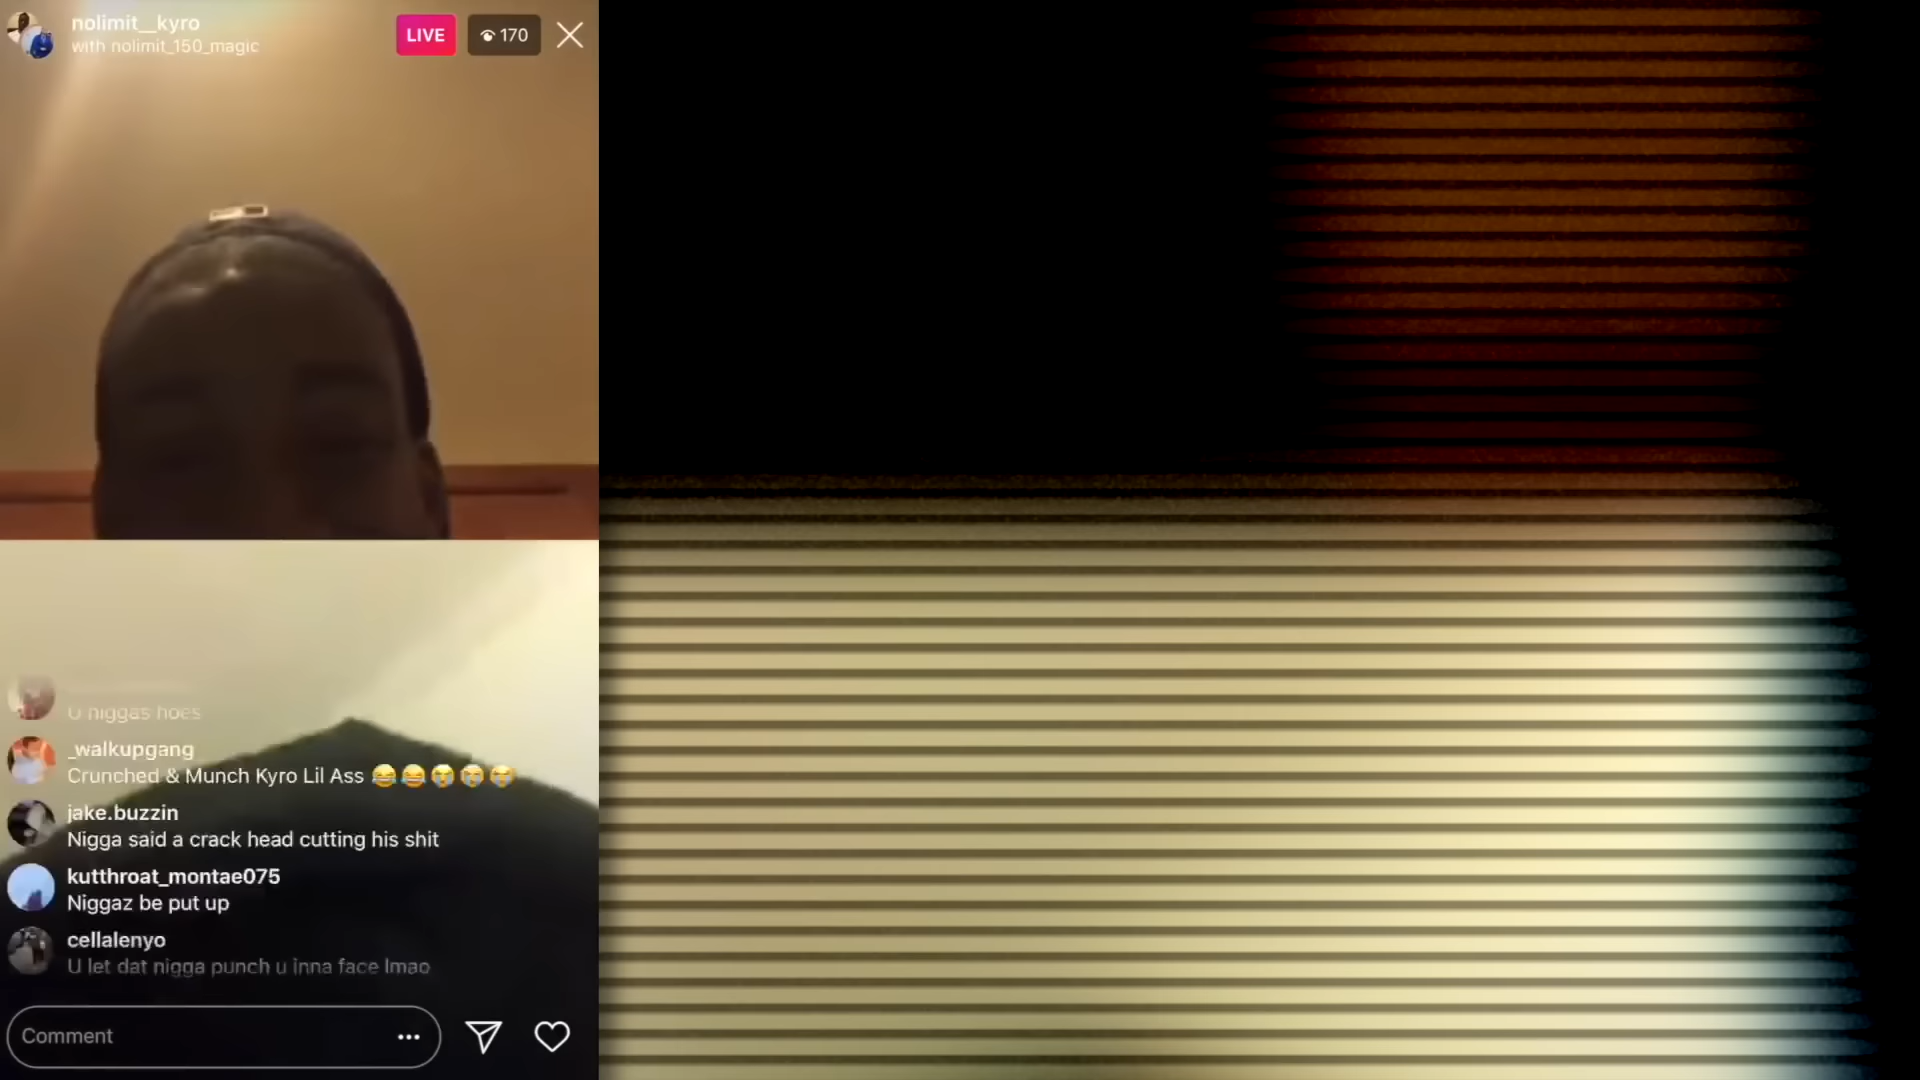 nolimit__kyro
with nolimit_150_magic
LIVE
170
U niggas hoes
_walkupgang
Crunched & Munch Kyro Lil Ass 😂😂😭😭😭
jake.buzzin
Nigga said a crack head cutting his shit
kutthroat_montae075
Niggaz be put up
cellalenyo
U let dat nigga punch u inna face lmao
Comment